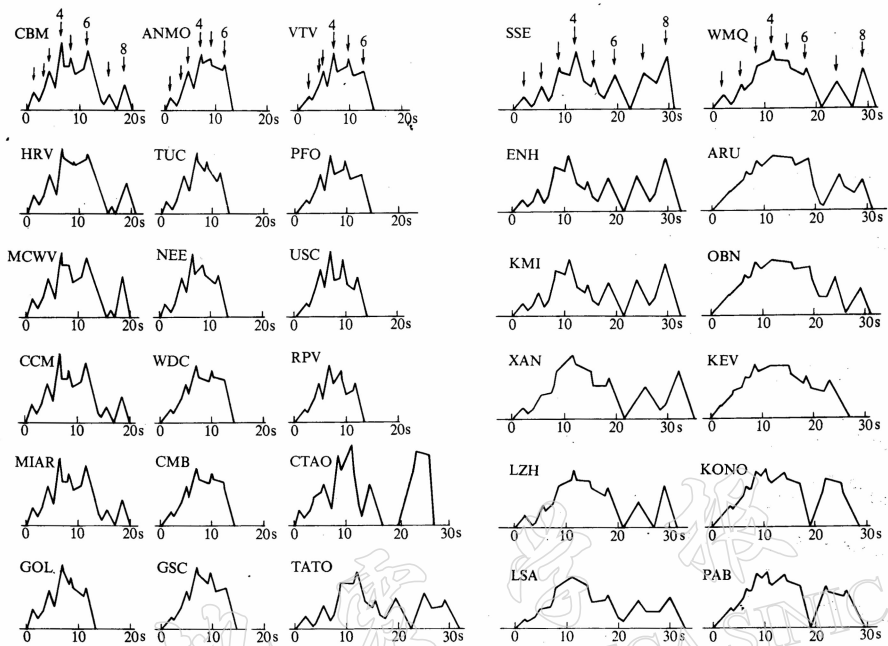 4 6 8 4 6 4 6 4 6 8 4 6 8
CBM ANMO VTV SSE WMQ
0 10 20s 0 10 20s 0 10 20s 0 10 20 30s 0 10 20 30s
HRV TUC PFO ENH ARU
0 10 20s 0 10 20s 0 10 20s 0 10 20 30s 0 10 20 30s
MCWV NEE USC KMI OBN
0 10 20s 0 10 20s 0 10 20s 0 10 20 30s 0 10 20 30s
CCM WDC RPV XAN KEV
0 10 20s 0 10 20s 0 10 20s 0 10 20 30s 0 10 20 30s
MIAR CMB CTAO LZH KONO
0 10 20s 0 10 20s 0 10 20 30s 0 10 20 30s 0 10 20 30s
GOL GSC TATO LSA PAB
0 10 20s 0 10 20s 0 10 20 30s 0 10 20 30s 0 10 20 30s